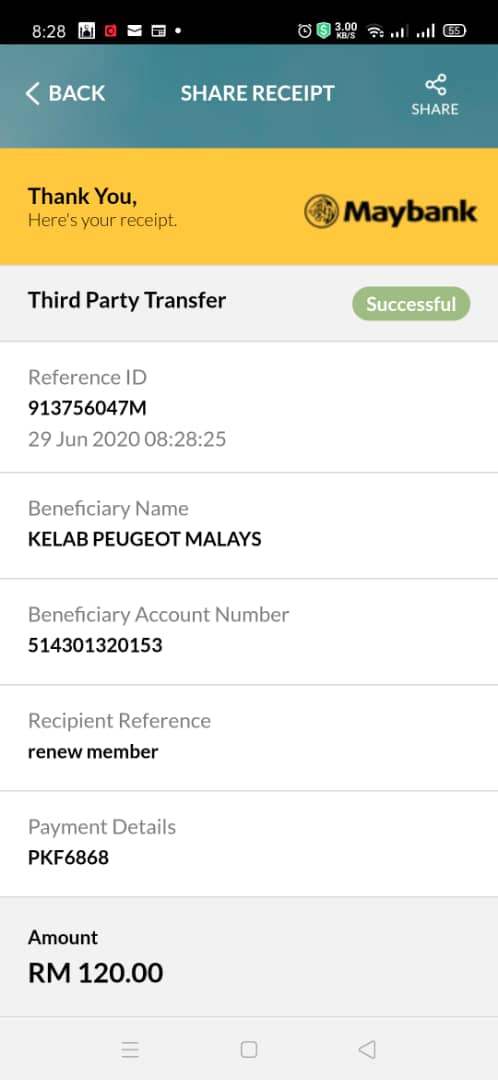 8:28
3.00
KB/S
55
BACK
SHARE RECEIPT
SHARE
Thank You,
Here's your receipt.
Maybank
Third Party Transfer
Successful
Reference ID
913756047M
29 Jun 2020 08:28:25
Beneficiary Name
KELAB PEUGEOT MALAYS
Beneficiary Account Number
514301320153
Recipient Reference
renew member
Payment Details
PKF6868
Amount
RM 120.00